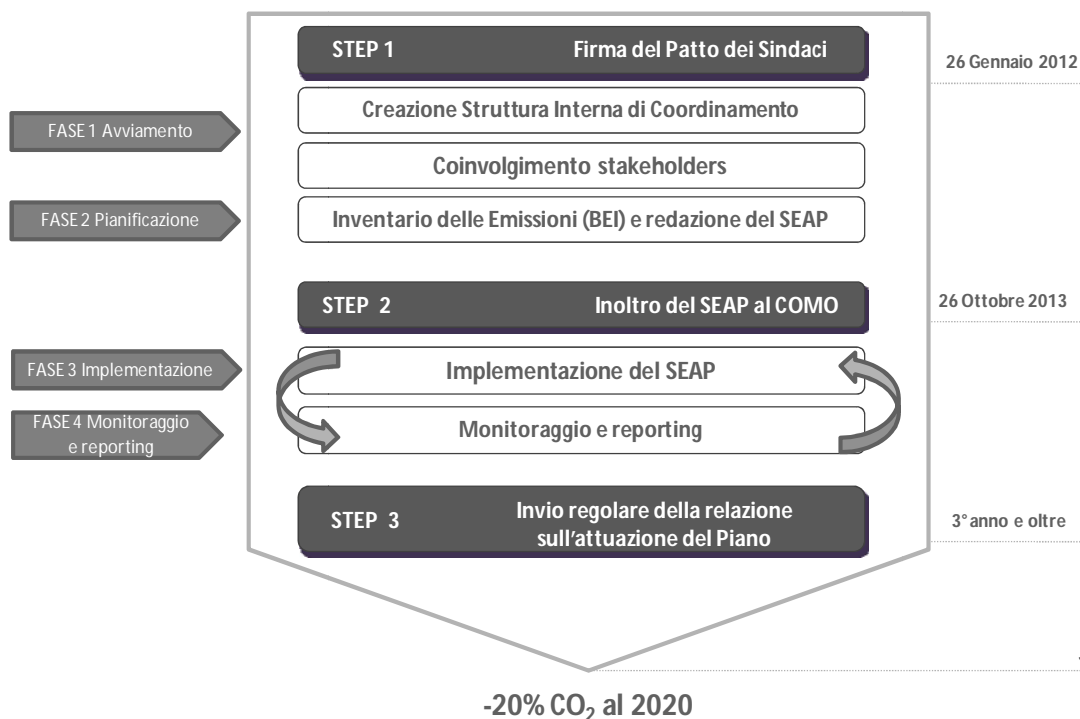 STEP 1 Firma del Patto dei Sindaci
26 Gennaio 2012
Creazione Struttura Interna di Coordinamento
FASE 1 Avviamento
Coinvolgimento stakeholders
FASE 2 Pianificazione
Inventario delle Emissioni (BEI) e redazione del SEAP
STEP 2 Inoltro del SEAP al COMO
26 Ottobre 2013
FASE 3 Implementazione
Implementazione del SEAP
FASE 4 Monitoraggio
e reporting
Monitoraggio e reporting
STEP 3
Invio regolare della relazione
sull'attuazione del Piano
3° anno e oltre
-20% CO₂ al 2020